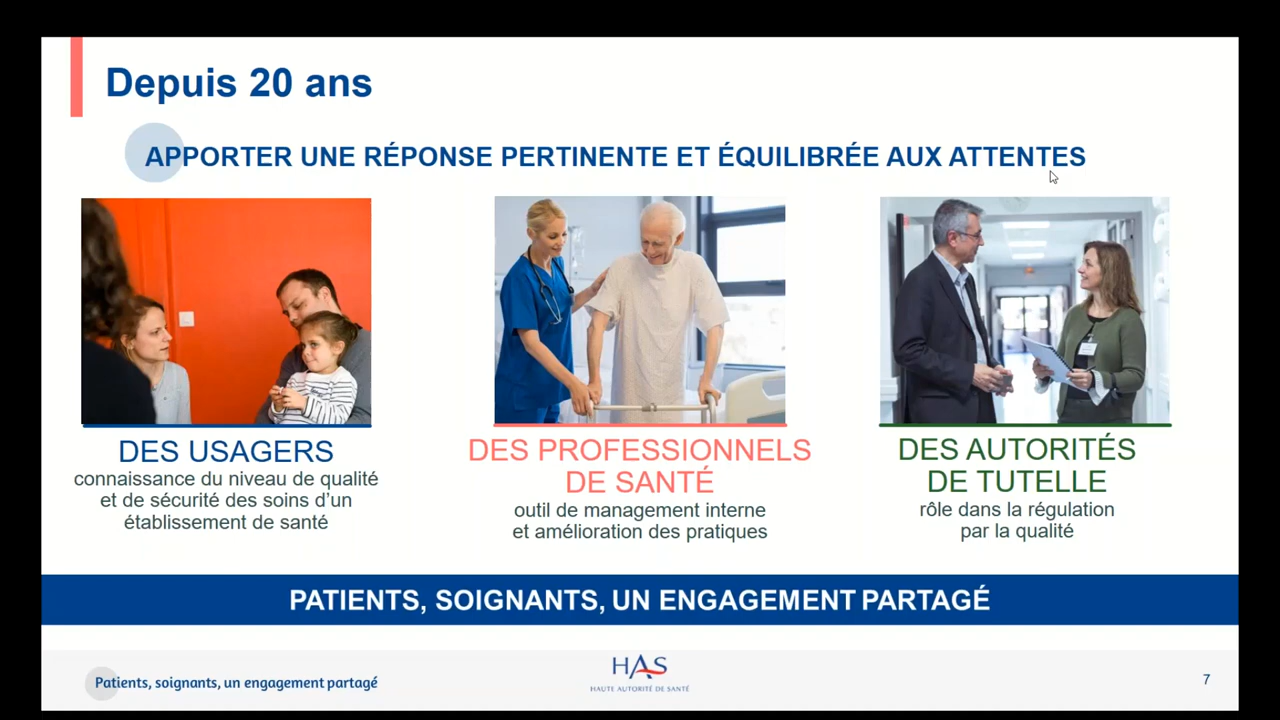 Depuis 20 ans
APPORTER UNE RÉPONSE PERTINENTE ET ÉQUILIBRÉE AUX ATTENTES
DES USAGERS
connaissance du niveau de qualité
et de sécurité des soins d’un
établissement de santé
DES PROFESSIONNELS
DE SANTÉ
outil de management interne
et amélioration des pratiques
DES AUTORITÉS
DE TUTELLE
rôle dans la régulation
par la qualité
PATIENTS, SOIGNANTS, UN ENGAGEMENT PARTAGÉ
Patients, soignants, un engagement partagé
HAS
HAUTE AUTORITÉ DE SANTÉ
7